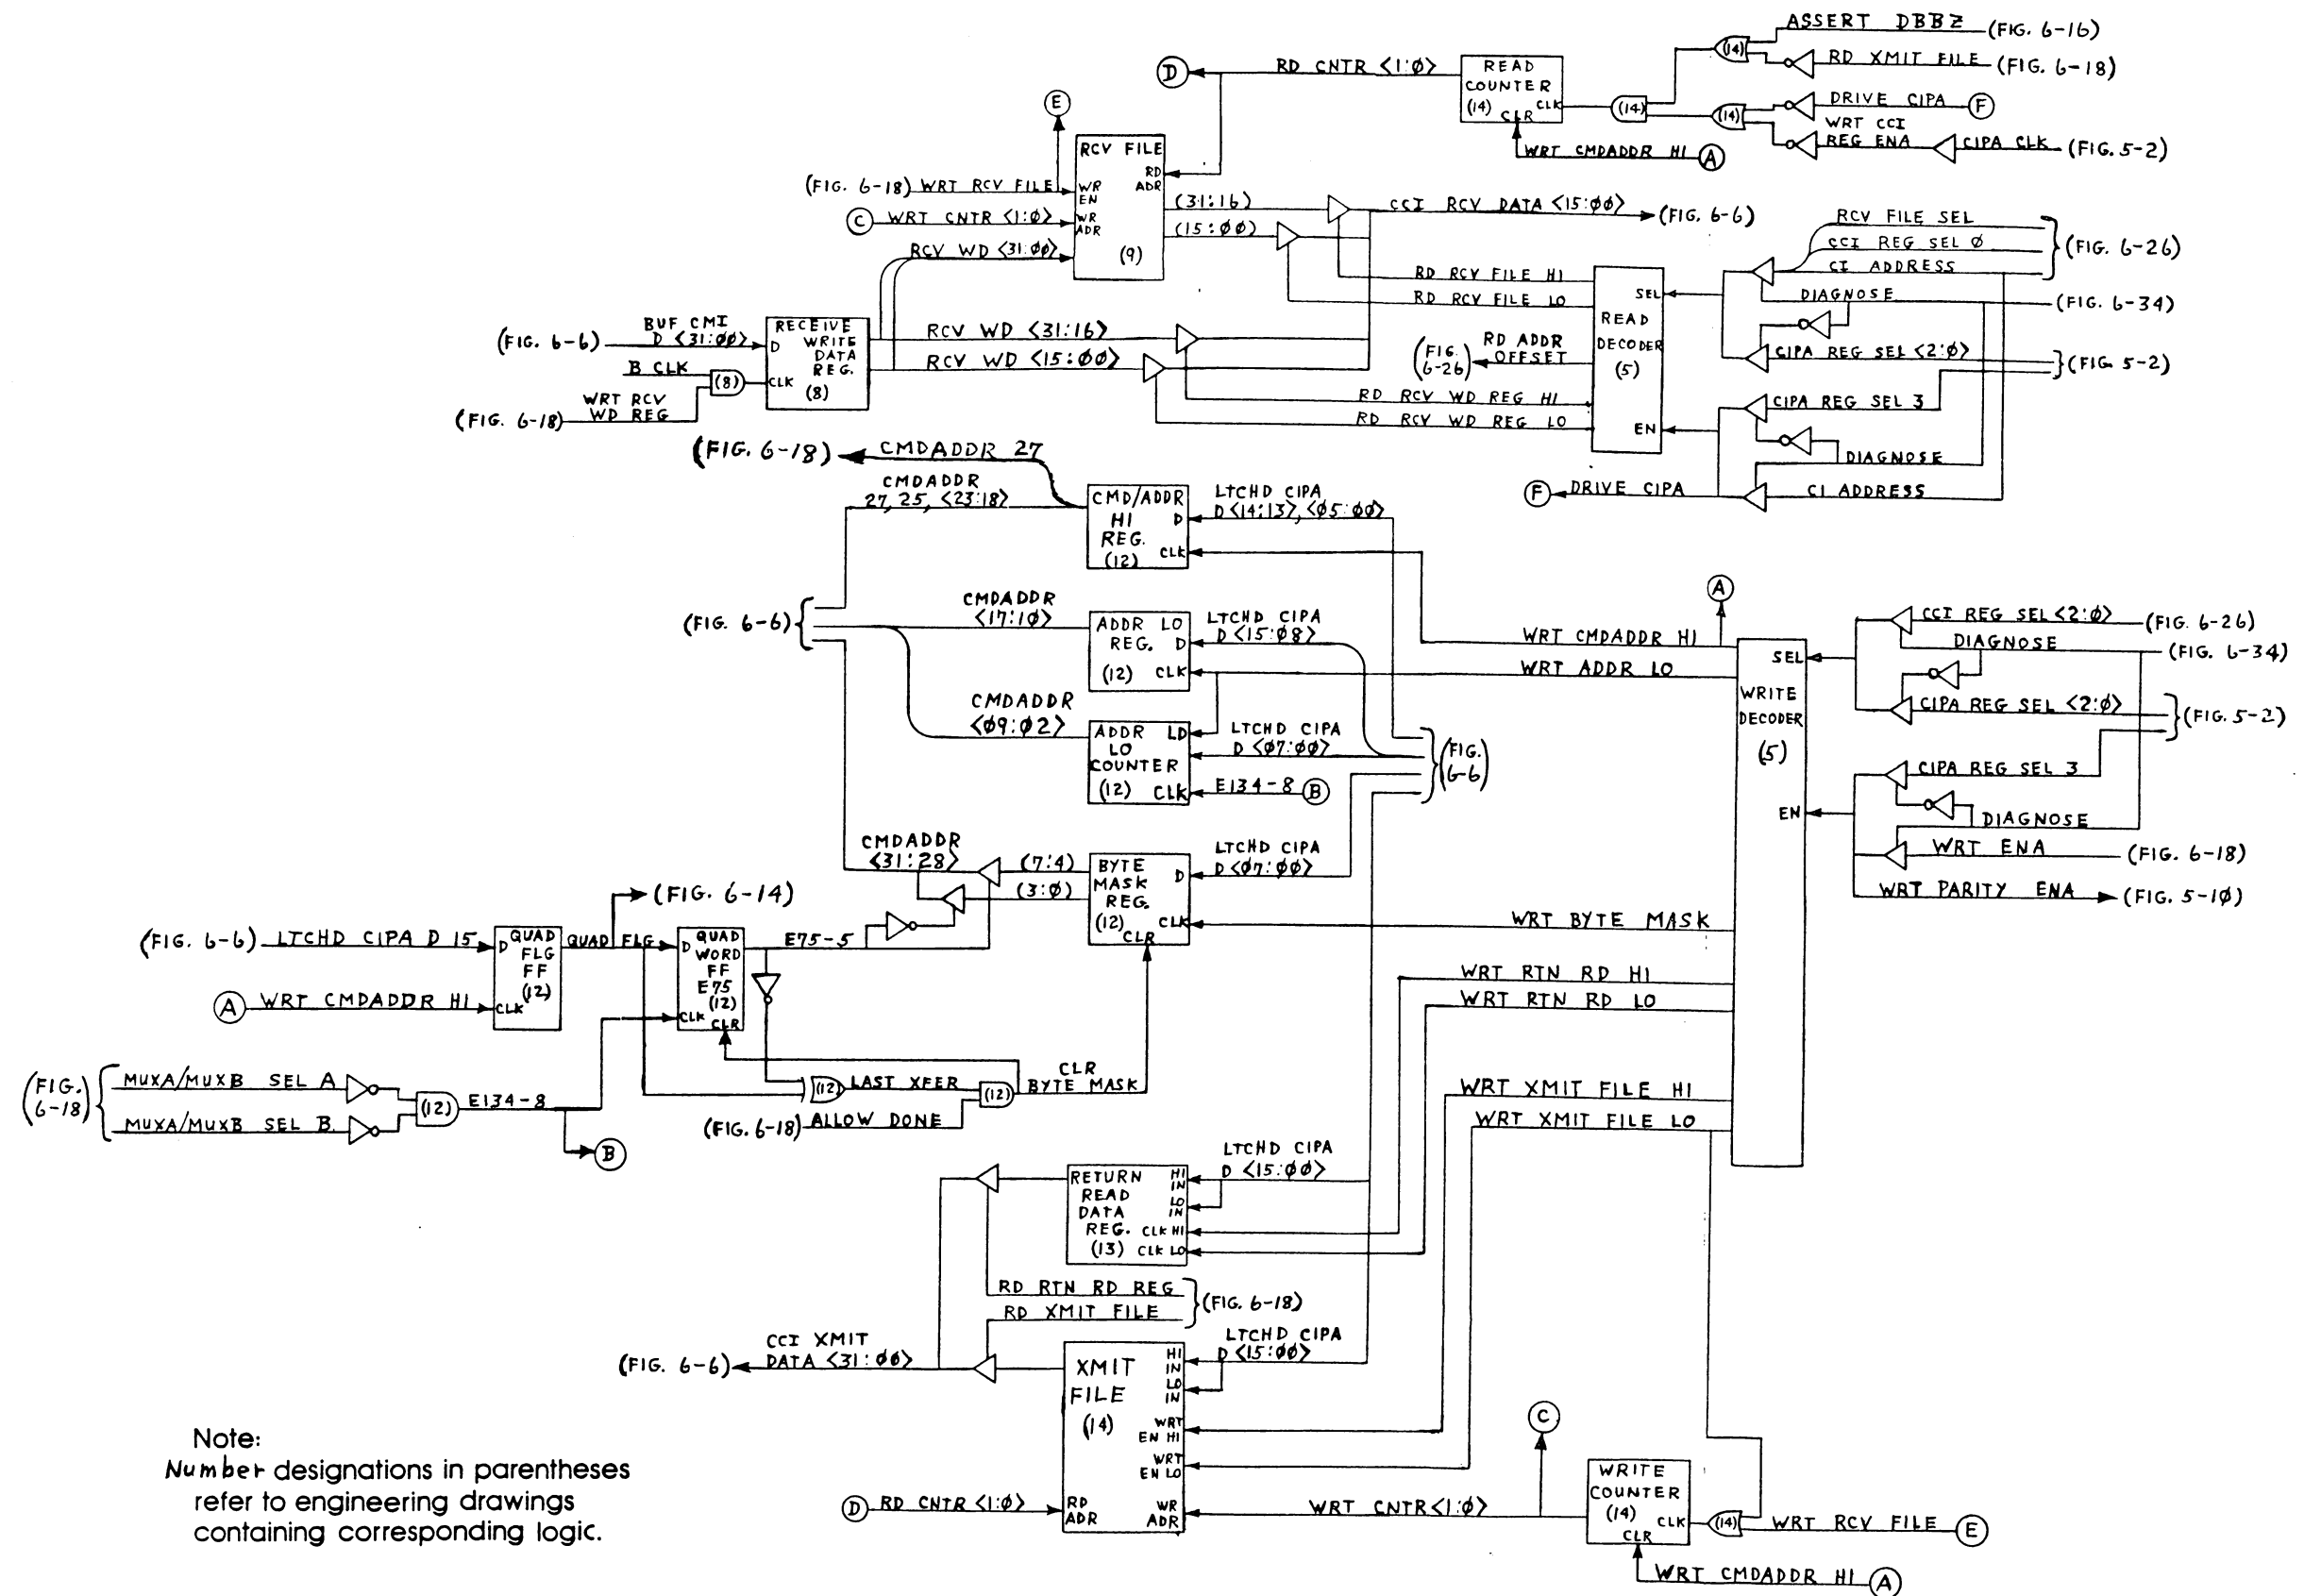 ASSERT DBBZ (FIG. 6-16)
RD XMIT FILE (FIG. 6-18)
DRIVE CIPA F
WRT CCI
REG ENA CIPA CLK (FIG. 5-2)
(14)
(14)
(14)
READ
COUNTER
(14) CLK
CLR
WRT CMDADDR HI A
D RD CNTR <1:0>
E
RCV FILE
RD
ADR
WR
EN
WR
ADR
(9)
(FIG. 6-18) WRT RCV FILE
C WRT CNTR <1:0>
RCV WD <31:00>
(31:16)
(15:00)
CCI RCV DATA <15:00> (FIG. 6-6)
RCV FILE SEL
CCI REG SEL 0
CI ADDRESS
(FIG. 6-26)
DIAGNOSE (FIG. 6-34)
CIPA REG SEL <2:0>
(FIG. 5-2)
CIPA REG SEL 3
DIAGNOSE
CI ADDRESS
F DRIVE CIPA
SEL
READ
DECODER
(5)
EN
RD RCV FILE HI
RD RCV FILE LO
(FIG.
6-26)
RD ADDR
OFFSET
RD RCV WD REG HI
RD RCV WD REG LO
(FIG. 6-6) BUF CMI
D <31:00>
B CLK
(8)
(FIG. 6-18) WRT RCV
WD REG
RECEIVE
D WRITE
DATA
REG.
CLK (8)
RCV WD <31:16>
RCV WD <15:00>
(FIG. 6-18) CMDADDR 27
CMDADDR
27, 25, <23:18>
CMD/ADDR
HI D
REG.
CLK
(12)
LTCHD CIPA
D<14:13>, <05:00>
(FIG. 6-6)
CMDADDR
<17:10>
ADDR LO
REG. D
(12) CLK
LTCHD CIPA
D <15:08>
CMDADDR
<09:02>
ADDR LD
LO
COUNTER
(12) CLK
LTCHD CIPA
D <07:00>
E134-8 B
(FIG.
6-6)
A
WRT CMDADDR HI
WRT ADDR LO
SEL
WRITE
DECODER
(5)
EN
CCI REG SEL <2:0> (FIG. 6-26)
DIAGNOSE (FIG. 6-34)
CIPA REG SEL <2:0>
(FIG. 5-2)
CIPA REG SEL 3
DIAGNOSE
WRT ENA (FIG. 6-18)
WRT PARITY ENA (FIG. 5-10)
CMDADDR
<31:28>
(7:4)
(3:0)
BYTE
MASK D
REG.
(12) CLK
CLR
LTCHD CIPA
D<07:00>
WRT BYTE MASK
(FIG. 6-14)
(FIG. 6-6) LTCHD CIPA D 15
A WRT CMDADDR HI
QUAD
D FLG
FF
(12)
CLK
QUAD FLG
QUAD
D WORD
FF
E75
(12)
CLK
CLR
E75-5
(FIG.
6-18)
MUXA/MUXB SEL A
MUXA/MUXB SEL B
(12)
E134-8
B
(12)
LAST XFER
(12)
CLR
BYTE MASK
(FIG. 6-18) ALLOW DONE
WRT RTN RD HI
WRT RTN RD LO
WRT XMIT FILE HI
WRT XMIT FILE LO
RETURN
READ
DATA
REG.
(13)
HI
IN
LO
IN
CLK HI
CLK LO
LTCHD CIPA
D <15:00>
RD RTN RD REG
RD XMIT FILE
(FIG. 6-18)
(FIG. 6-6) CCI XMIT
DATA <31:00>
XMIT
FILE
(14)
HI
IN
LO
IN
WRT
EN HI
WRT
EN LO
RD
ADR
WR
ADR
LTCHD CIPA
D <15:00>
D RD CNTR <1:0>
WRT CNTR <1:0>
C
WRITE
COUNTER
(14) CLK
CLR
(14)
WRT RCV FILE E
WRT CMDADDR HI A
Note:
Number designations in parentheses
refer to engineering drawings
containing corresponding logic.